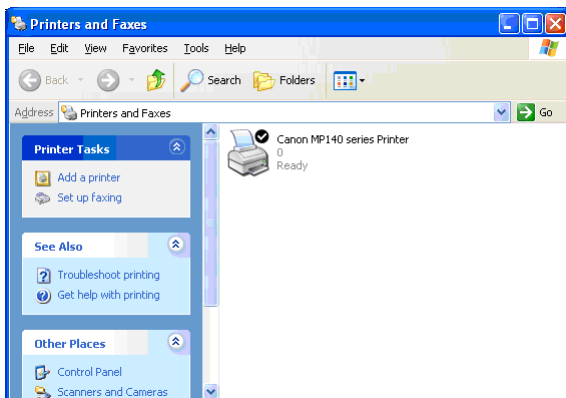 Printers and Faxes
File Edit View Favorites Tools Help
Back Search Folders
Address Printers and Faxes Go
Printer Tasks
Add a printer
Set up faxing
See Also
Troubleshoot printing
Get help with printing
Other Places
Control Panel
Scanners and Cameras
Canon MP140 series Printer
0
Ready